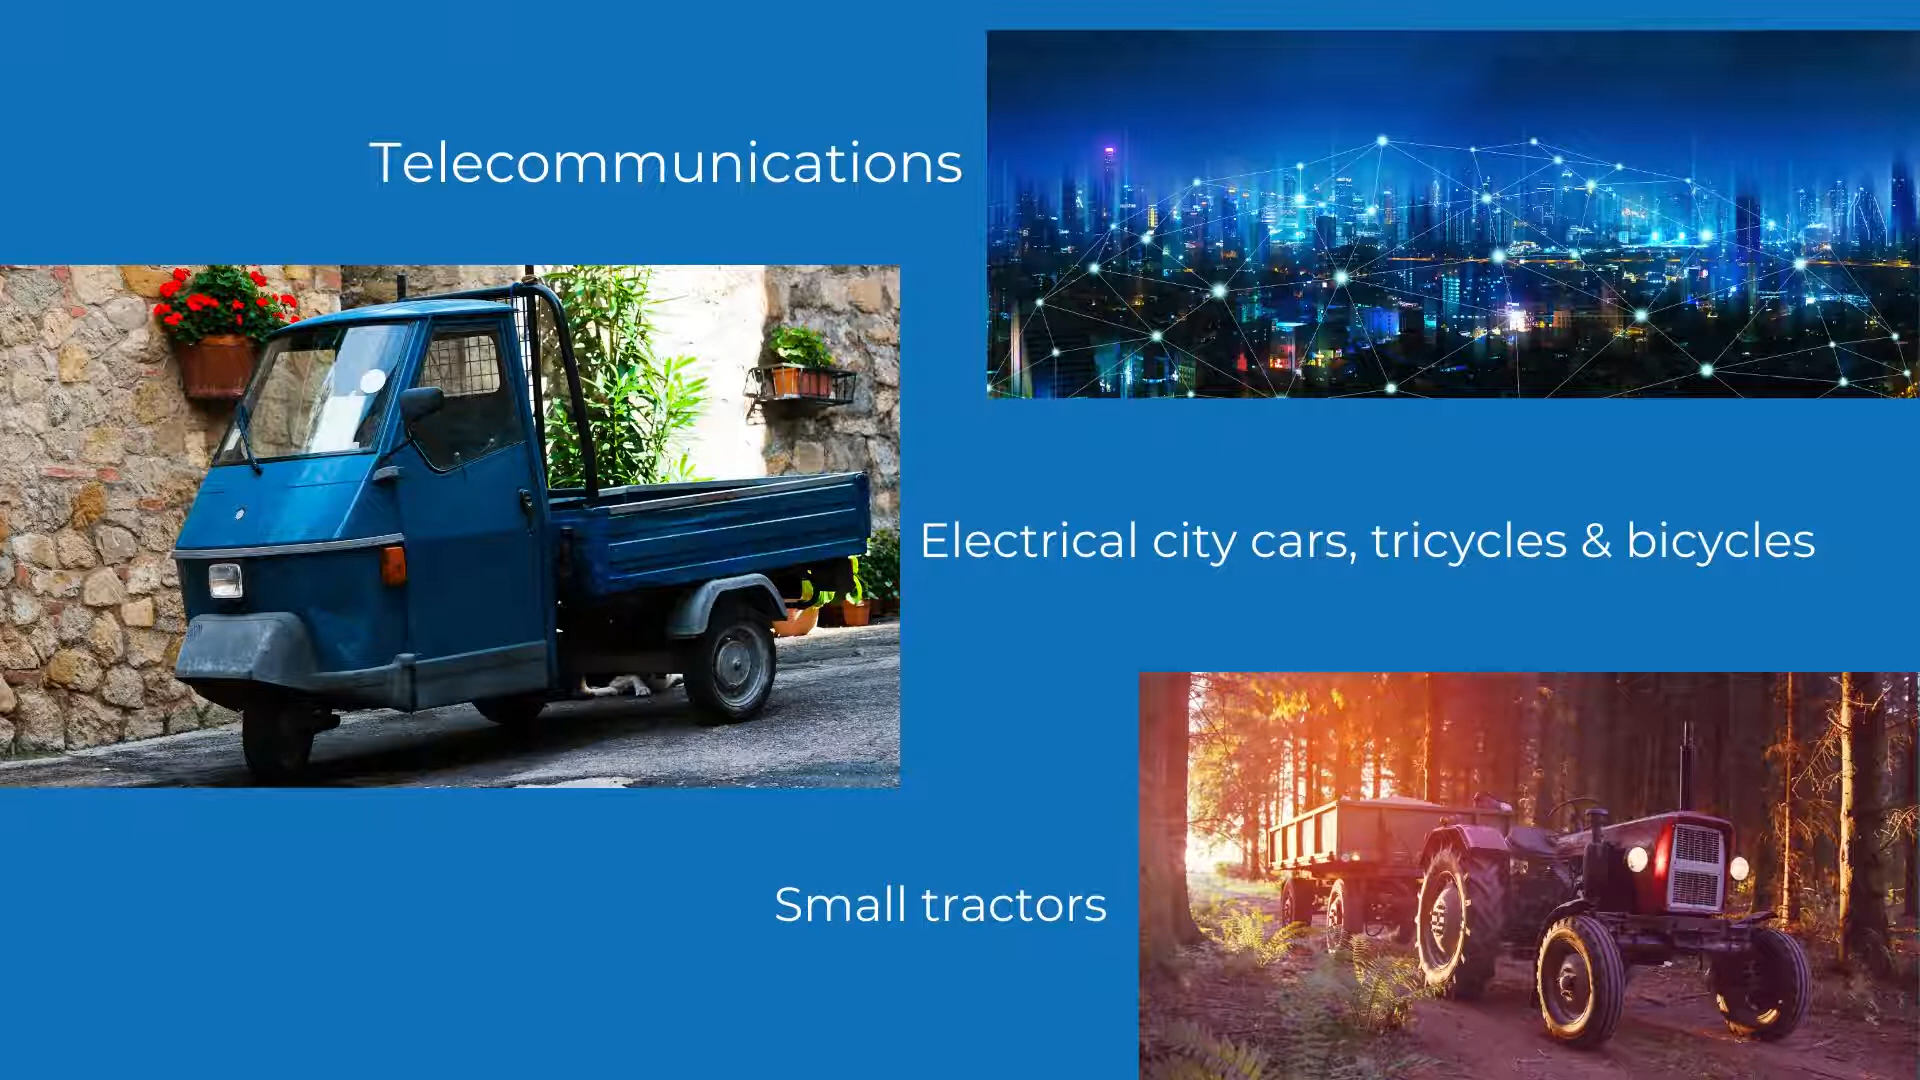 Telecommunications
Electrical city cars, tricycles & bicycles
Small tractors